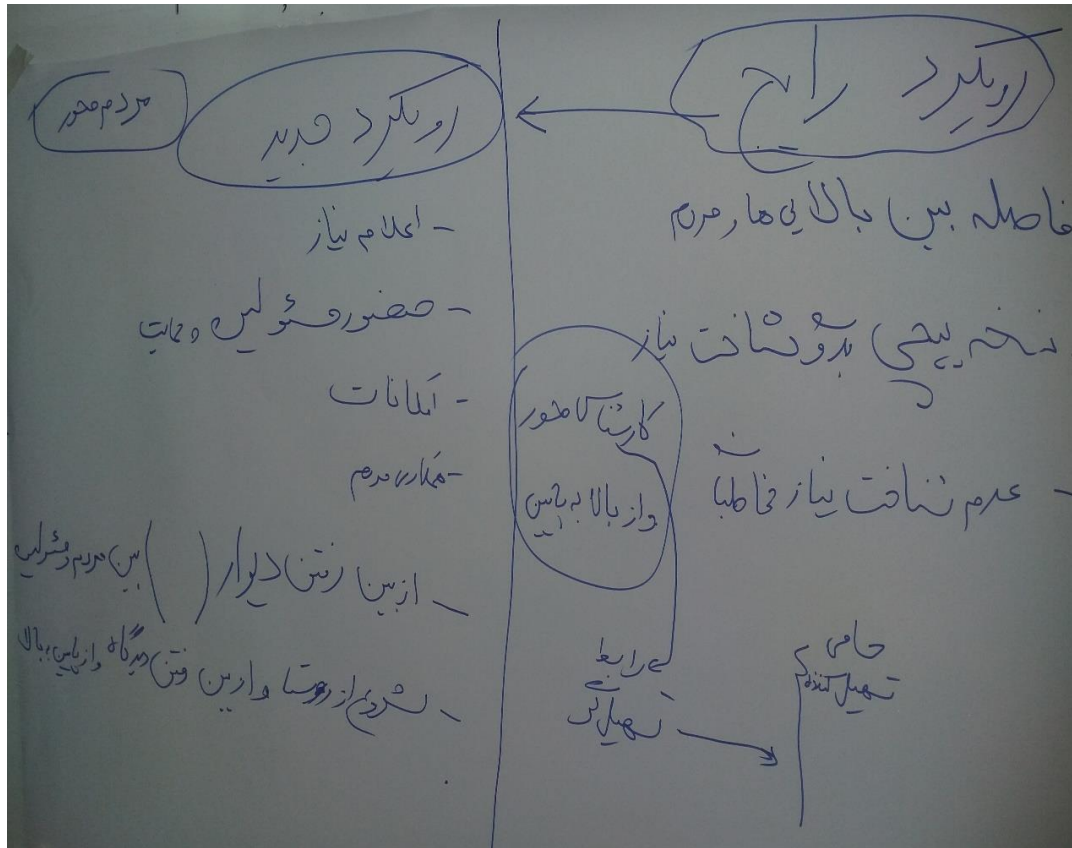 رویکرد رایج
فاصله بین بالایی ها و مردم
نسخه پیچی بدون شناخت نیاز
- عدم شناخت نیاز مخاطبان
کارشناس محور
و از بالا به پایین
رابط
تسهیل گر
حامی
تسهیل کننده
رویکرد جدید
مردم محور
- اعلام نیاز
- حضور مسئولین و حمایت
- امکانات
- همکاری مردم
- از بین رفتن دیوار ( ) بین مردم و مسئولین
- شروع از روستا و از بین رفتن دیدگاه و از پایین به بالا